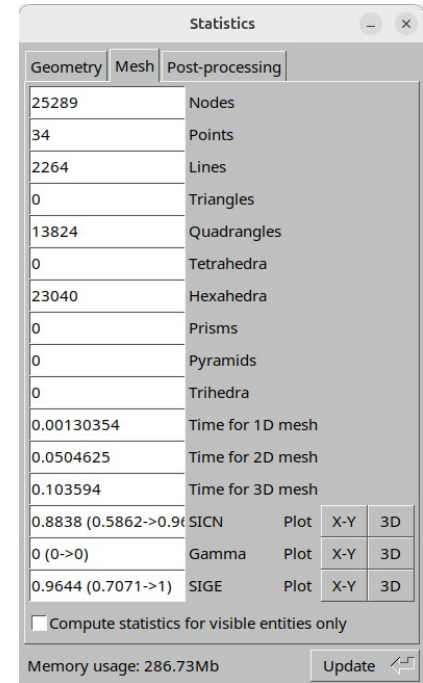 Statistics
Geometry Mesh Post-processing
25289 Nodes
34 Points
2264 Lines
0 Triangles
13824 Quadrangles
0 Tetrahedra
23040 Hexahedra
0 Prisms
0 Pyramids
0 Trihedra
0.00130354 Time for 1D mesh
0.0504625 Time for 2D mesh
0.103594 Time for 3D mesh
0.8838 (0.5862->0.96 SICN Plot X-Y 3D
0 (0->0) Gamma Plot X-Y 3D
0.9644 (0.7071->1) SIGE Plot X-Y 3D
Compute statistics for visible entities only
Memory usage: 286.73Mb Update